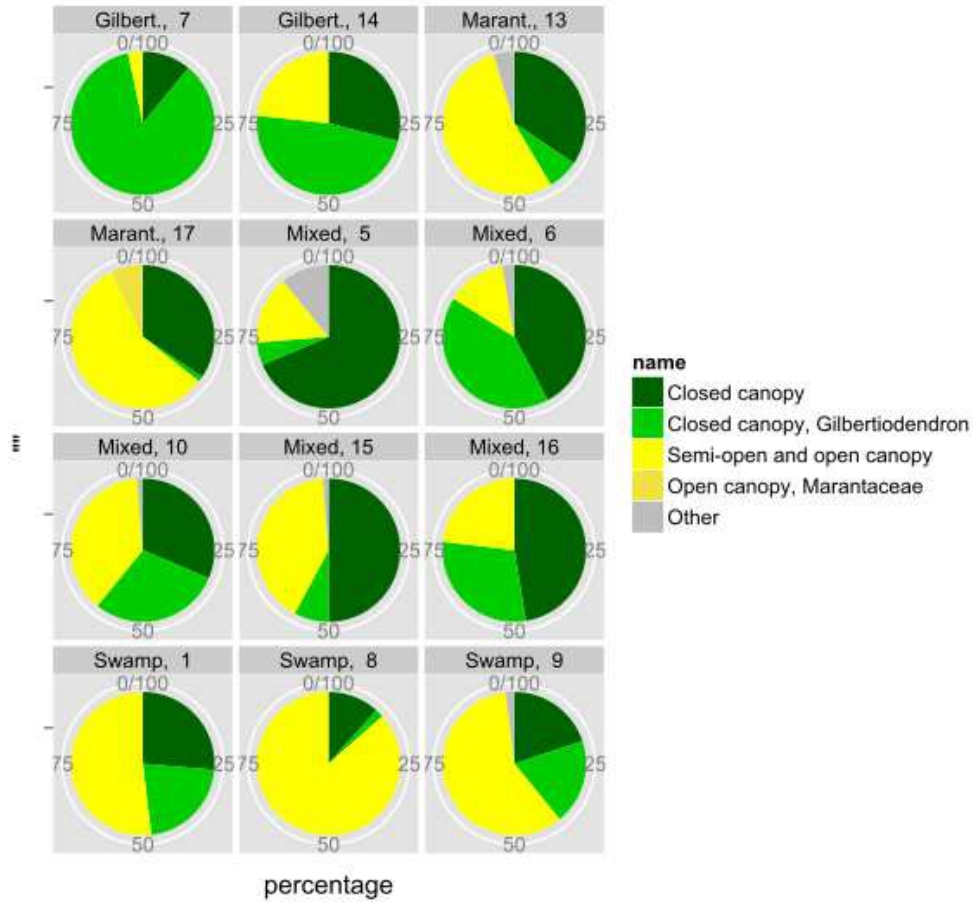 Gilbert., 7
Gilbert., 14
Marant., 13
0/100
0/100
0/100
75
25
75
25
75
25
50
50
50
Marant., 17
Mixed, 5
Mixed, 6
0/100
0/100
0/100
75
25
75
25
75
25
50
50
50
Mixed, 10
Mixed, 15
Mixed, 16
0/100
0/100
0/100
75
25
75
25
75
25
50
50
50
Swamp, 1
Swamp, 8
Swamp, 9
0/100
0/100
0/100
75
25
75
25
75
25
50
50
50
""
percentage
name
Closed canopy
Closed canopy, Gilbertiodendron
Semi-open and open canopy
Open canopy, Marantaceae
Other